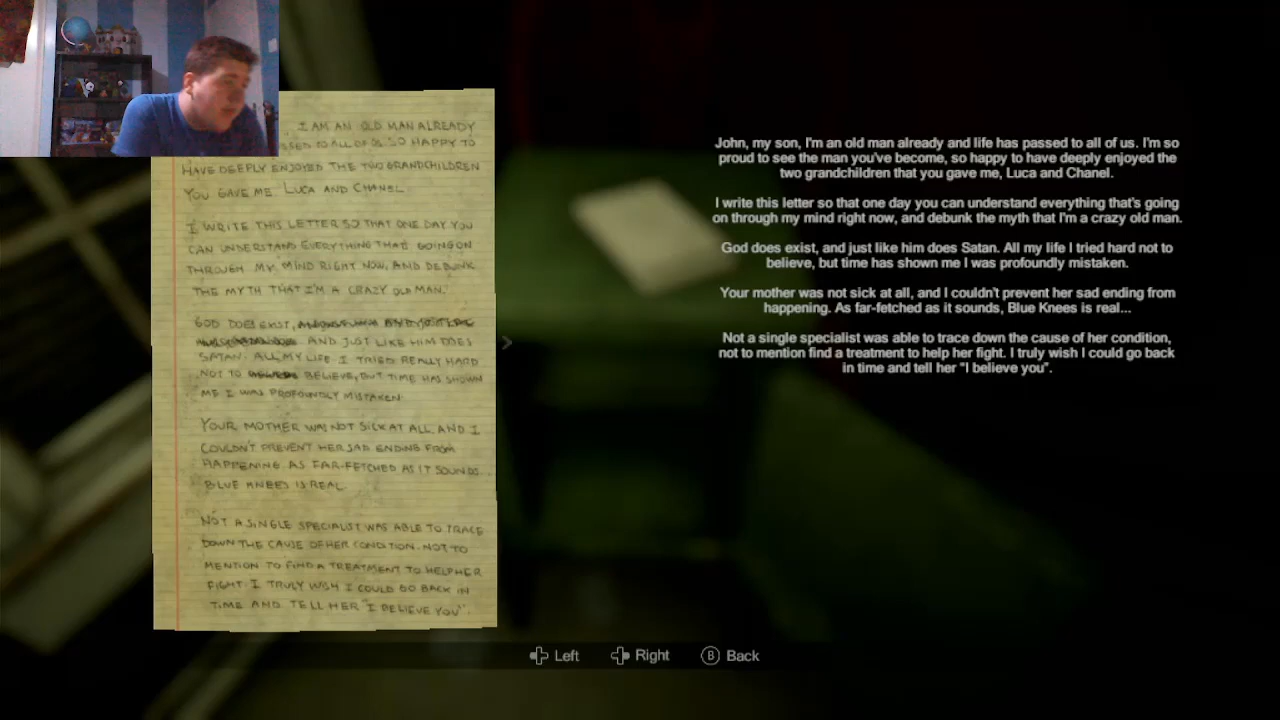 I AM AN OLD MAN ALREADY
SSED TO ALL OF US. SO HAPPY TO
HAVE DEEPLY ENJOYED THE TWO GRANDCHILDREN
YOU GAVE ME. LUCA AND CHANEL.
I WRITE THIS LETTER SO THAT ONE DAY YOU
CAN UNDERSTAND EVERYTHING THAT'S GOING ON
THROUGH MY MIND RIGHT NOW, AND DEBUNK
THE MYTH THAT I'M A CRAZY OLD MAN.
GOD DOES EXIST,
AND JUST LIKE HIM DOES
SATAN. ALL MY LIFE I TRIED REALLY HARD
NOT TO BELIEVE, BUT TIME HAS SHOWN
ME I WAS PROFOUNDLY MISTAKEN.
YOUR MOTHER WAS NOT SICK AT ALL, AND I
COULDN'T PREVENT HER SAD ENDING FROM
HAPPENING. AS FAR-FETCHED AS IT SOUNDS...
BLUE KNEES IS REAL.
NOT A SINGLE SPECIALIST WAS ABLE TO TRACE
DOWN THE CAUSE OF HER CONDITION. NOT TO
MENTION TO FIND A TREATMENT TO HELP HER
FIGHT. I TRULY WISH I COULD GO BACK IN
TIME AND TELL HER "I BELIEVE YOU".
John, my son, I'm an old man already and life has passed to all of us. I'm so
proud to see the man you've become, so happy to have deeply enjoyed the
two grandchildren that you gave me, Luca and Chanel.
I write this letter so that one day you can understand everything that's going
on through my mind right now, and debunk the myth that I'm a crazy old man.
God does exist, and just like him does Satan. All my life I tried hard not to
believe, but time has shown me I was profoundly mistaken.
Your mother was not sick at all, and I couldn't prevent her sad ending from
happening. As far-fetched as it sounds, Blue Knees is real...
Not a single specialist was able to trace down the cause of her condition,
not to mention find a treatment to help her fight. I truly wish I could go back
in time and tell her "I believe you".
Left Right B Back